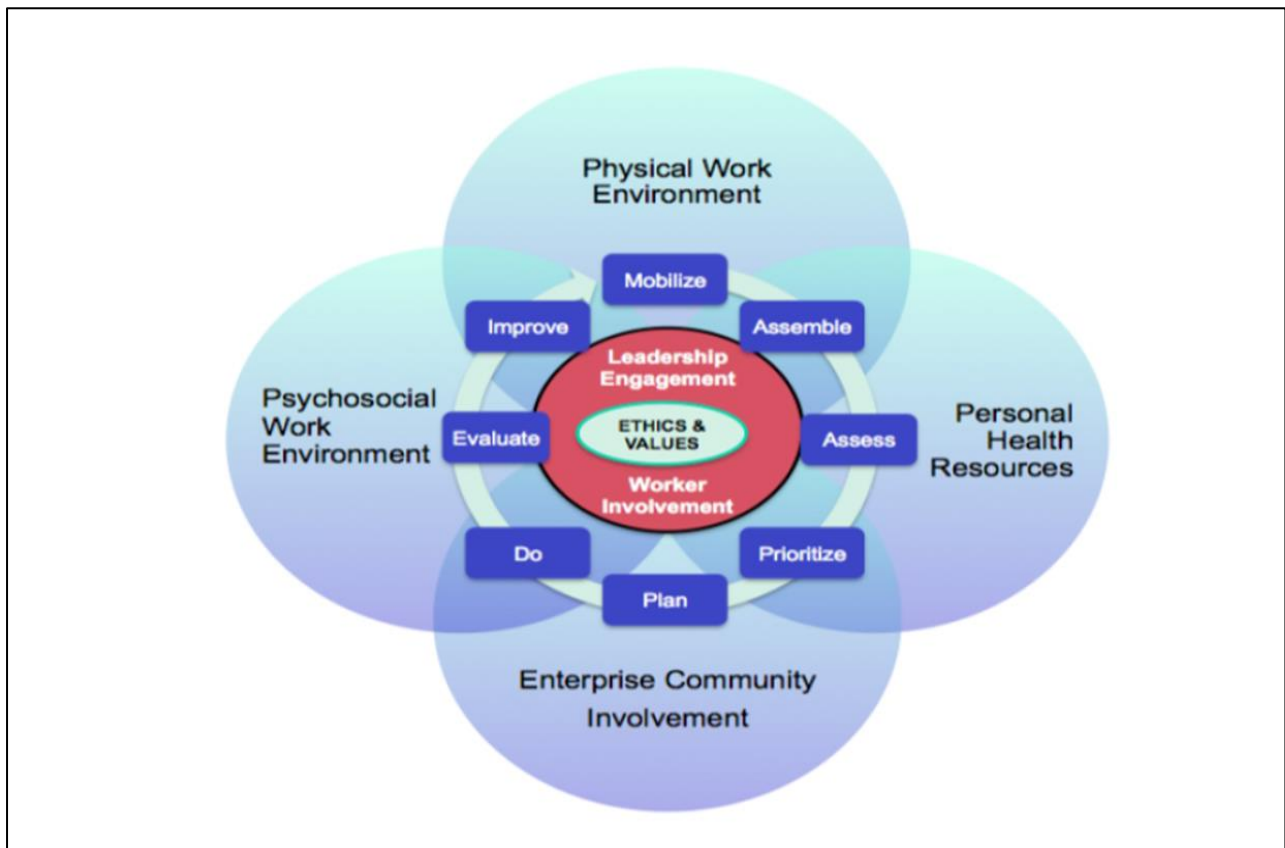 Physical Work
Environment
Mobilize
Improve
Assemble
Leadership
Engagement
Psychosocial
Work
Environment
Evaluate
ETHICS &
VALUES
Assess
Personal
Health
Resources
Worker
Involvement
Do
Prioritize
Plan
Enterprise Community
Involvement